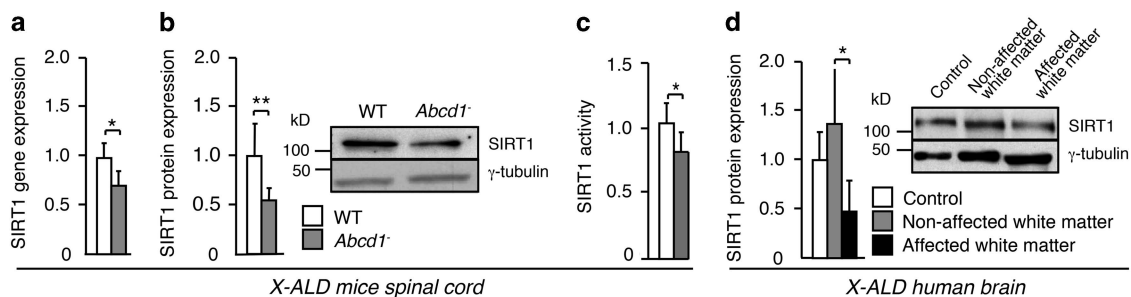 a
SIRT1 gene expression
2.0
1.5
1.0
0.5
0
*
b
SIRT1 protein expression
2.0
1.5
1.0
0.5
0
**
kD
WT
Abcd1-
100
50
SIRT1
γ-tubulin
WT
Abcd1-
c
SIRT1 activity
1.5
1.0
0.5
0
*
X-ALD mice spinal cord
d
SIRT1 protein expression
2.0
1.5
1.0
0.5
0
*
kD
Control
Non-affected
white matter
Affected
white matter
100
50
SIRT1
γ-tubulin
Control
Non-affected white matter
Affected white matter
X-ALD human brain